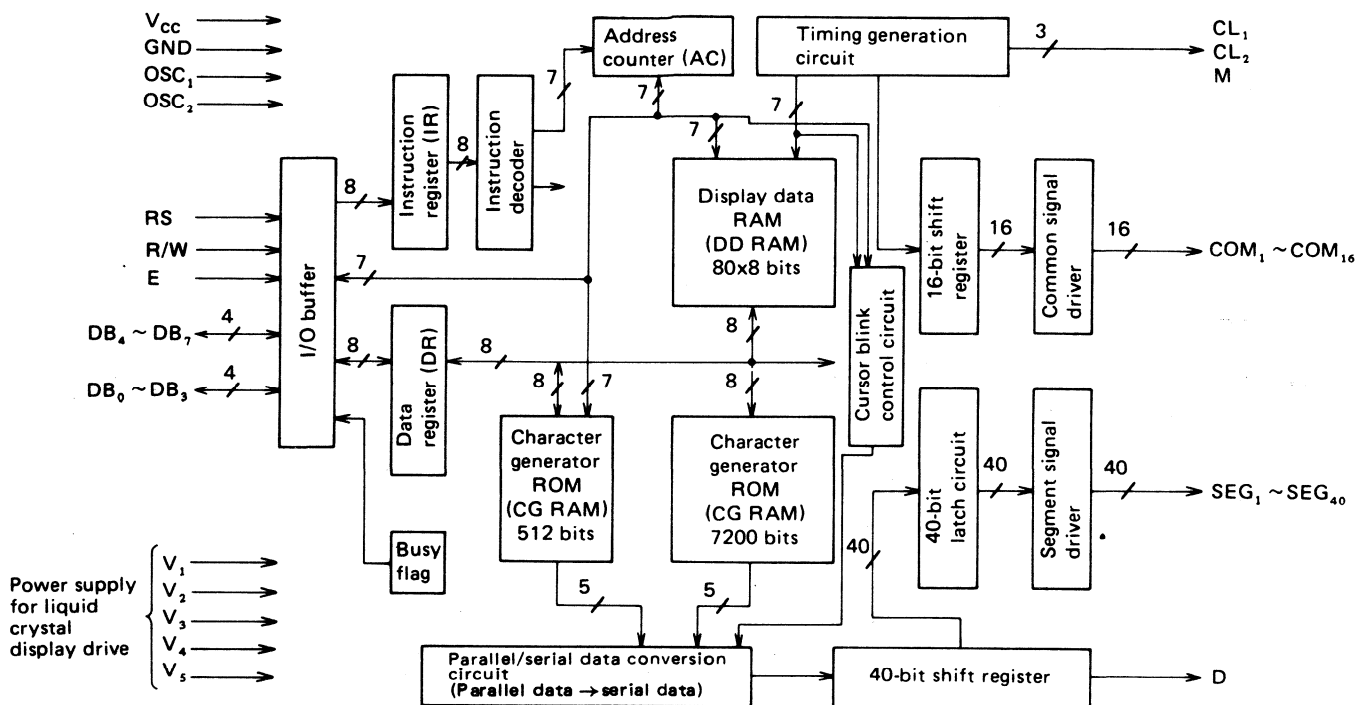 V_CC
GND
OSC_1
OSC_2
Address
counter (AC)
Timing generation
circuit
3
CL_1
CL_2
M
7
7
7
7
Instruction
register (IR)
8
8
Instruction
decoder
Display data
RAM
(DD RAM)
80x8 bits
16-bit shift
register
16
Common signal
driver
16
COM_1 ~ COM_16
RS
R/W
E
I/O buffer
7
DB_4 ~ DB_7
4
DB_0 ~ DB_3
4
8
Data
register (DR)
8
8
7
8
8
Cursor blink
control circuit
Character
generator
ROM
(CG RAM)
512 bits
Character
generator
ROM
(CG RAM)
7200 bits
40-bit
latch circuit
40
Segment signal
driver
40
SEG_1 ~ SEG_40
40
Busy
flag
5
5
Power supply
for liquid
crystal
display drive
V_1
V_2
V_3
V_4
V_5
Parallel/serial data conversion
circuit
(Parallel data → serial data)
40-bit shift register
D